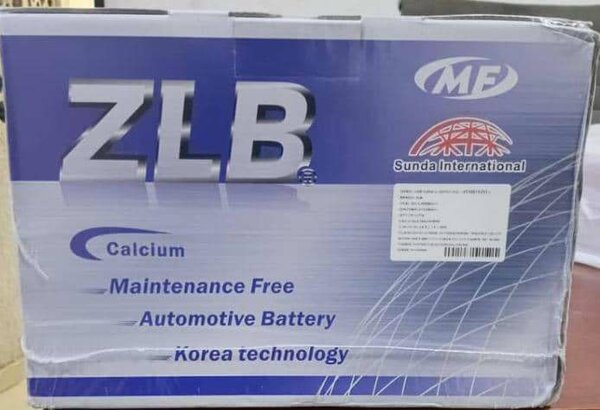 MF
ZLB®
Sunda International
Calcium
Maintenance Free
Automotive Battery
Korea technology